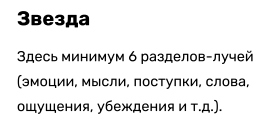 Звезда
Здесь минимум 6 разделов-лучей
(эмоции, мысли, поступки, слова,
ощущения, убеждения и т.д.).